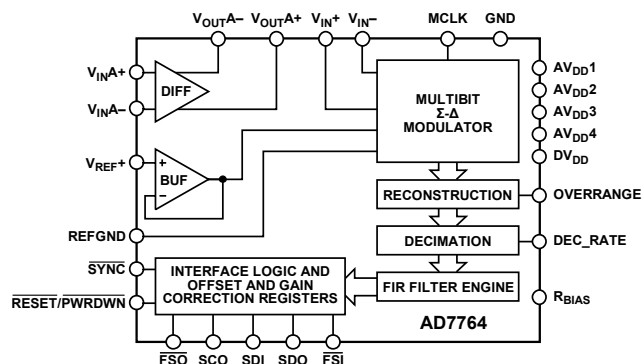 VOUTA– VOUTA+ VIN+ VIN– MCLK GND
VINA+
VINA–
DIFF
VREF+
+
–
BUF
REFGND
SYNC
RESET/PWRDWN
MULTIBIT
Σ-Δ
MODULATOR
RECONSTRUCTION
DECIMATION
FIR FILTER ENGINE
INTERFACE LOGIC AND
OFFSET AND GAIN
CORRECTION REGISTERS
AVDD1
AVDD2
AVDD3
AVDD4
DVDD
OVERRANGE
DEC_RATE
RBIAS
AD7764
FSO SCO SDI SDO FSI